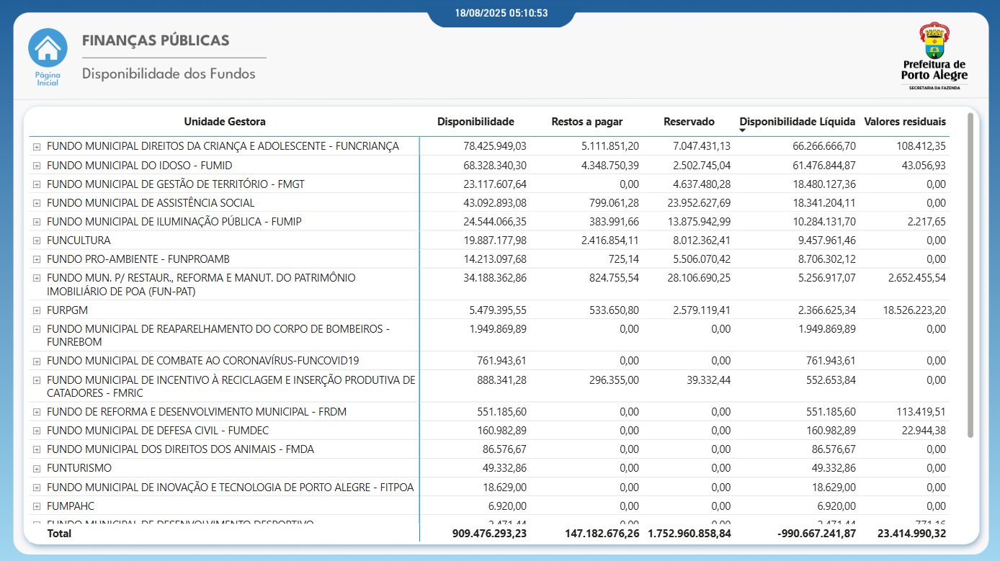 18/08/2025 05:10:53
FINANÇAS PÚBLICAS
Disponibilidade dos Fundos
Página
Inicial
Prefeitura de
Porto Alegre
SECRETARIA DA FAZENDA
Unidade Gestora Disponibilidade Restos a pagar Reservado Disponibilidade Líquida Valores residuais
FUNDO MUNICIPAL DIREITOS DA CRIANÇA E ADOLESCENTE - FUNCRIANÇA 78.425.949,03 5.111.851,20 7.047.431,13 66.266.666,70 108.412,35
FUNDO MUNICIPAL DO IDOSO - FUMID 68.328.340,30 4.348.750,39 2.502.745,04 61.476.844,87 43.056,93
FUNDO MUNICIPAL DE GESTÃO DE TERRITÓRIO - FMGT 23.117.607,64 0,00 4.637.480,28 18.480.127,36 0,00
FUNDO MUNICIPAL DE ASSISTÊNCIA SOCIAL 43.092.893,08 799.061,28 23.952.627,69 18.341.204,11 0,00
FUNDO MUNICIPAL DE ILUMINAÇÃO PÚBLICA - FUMIP 24.544.066,35 383.991,66 13.875.942,99 10.284.131,70 2.217,65
FUNCULTURA 19.887.177,98 2.416.854,11 8.012.362,41 9.457.961,46 0,00
FUNDO PRO-AMBIENTE - FUNPROAMB 14.213.097,68 725,14 5.506.070,42 8.706.302,12 0,00
FUNDO MUN. P/ RESTAUR., REFORMA E MANUT. DO PATRIMÔNIO 34.188.362,86 824.755,54 28.106.690,25 5.256.917,07 2.652.455,54
IMOBILIÁRIO DE POA (FUN-PAT)
FURPGM 5.479.395,55 533.650,80 2.579.119,41 2.366.625,34 18.526.223,20
FUNDO MUNICIPAL DE REAPARELHAMENTO DO CORPO DE BOMBEIROS - 1.949.869,89 0,00 0,00 1.949.869,89 0,00
FUNREBOM
FUNDO MUNICIPAL DE COMBATE AO CORONAVÍRUS-FUNCOVID19 761.943,61 0,00 0,00 761.943,61 0,00
FUNDO MUNICIPAL DE INCENTIVO À RECICLAGEM E INSERÇÃO PRODUTIVA DE 888.341,28 296.355,00 39.332,44 552.653,84 0,00
CATADORES - FMRIC
FUNDO DE REFORMA E DESENVOLVIMENTO MUNICIPAL - FRDM 551.185,60 0,00 0,00 551.185,60 113.419,51
FUNDO MUNICIPAL DE DEFESA CIVIL - FUMDEC 160.982,89 0,00 0,00 160.982,89 22.944,38
FUNDO MUNICIPAL DOS DIREITOS DOS ANIMAIS - FMDA 86.576,67 0,00 0,00 86.576,67 0,00
FUNTURISMO 49.332,86 0,00 0,00 49.332,86 0,00
FUNDO MUNICIPAL DE INOVAÇÃO E TECNOLOGIA DE PORTO ALEGRE - FITPOA 18.629,00 0,00 0,00 18.629,00 0,00
FUMPAHC 6.920,00 0,00 0,00 6.920,00 0,00
FUNDO MUNICIPAL DE DESENVOLVIMENTO DESPORTIVO 2.471,44 0,00 0,00 2.471,44 771,16
Total 909.476.293,23 147.182.676,26 1.752.960.858,84 -990.667.241,87 23.414.990,32